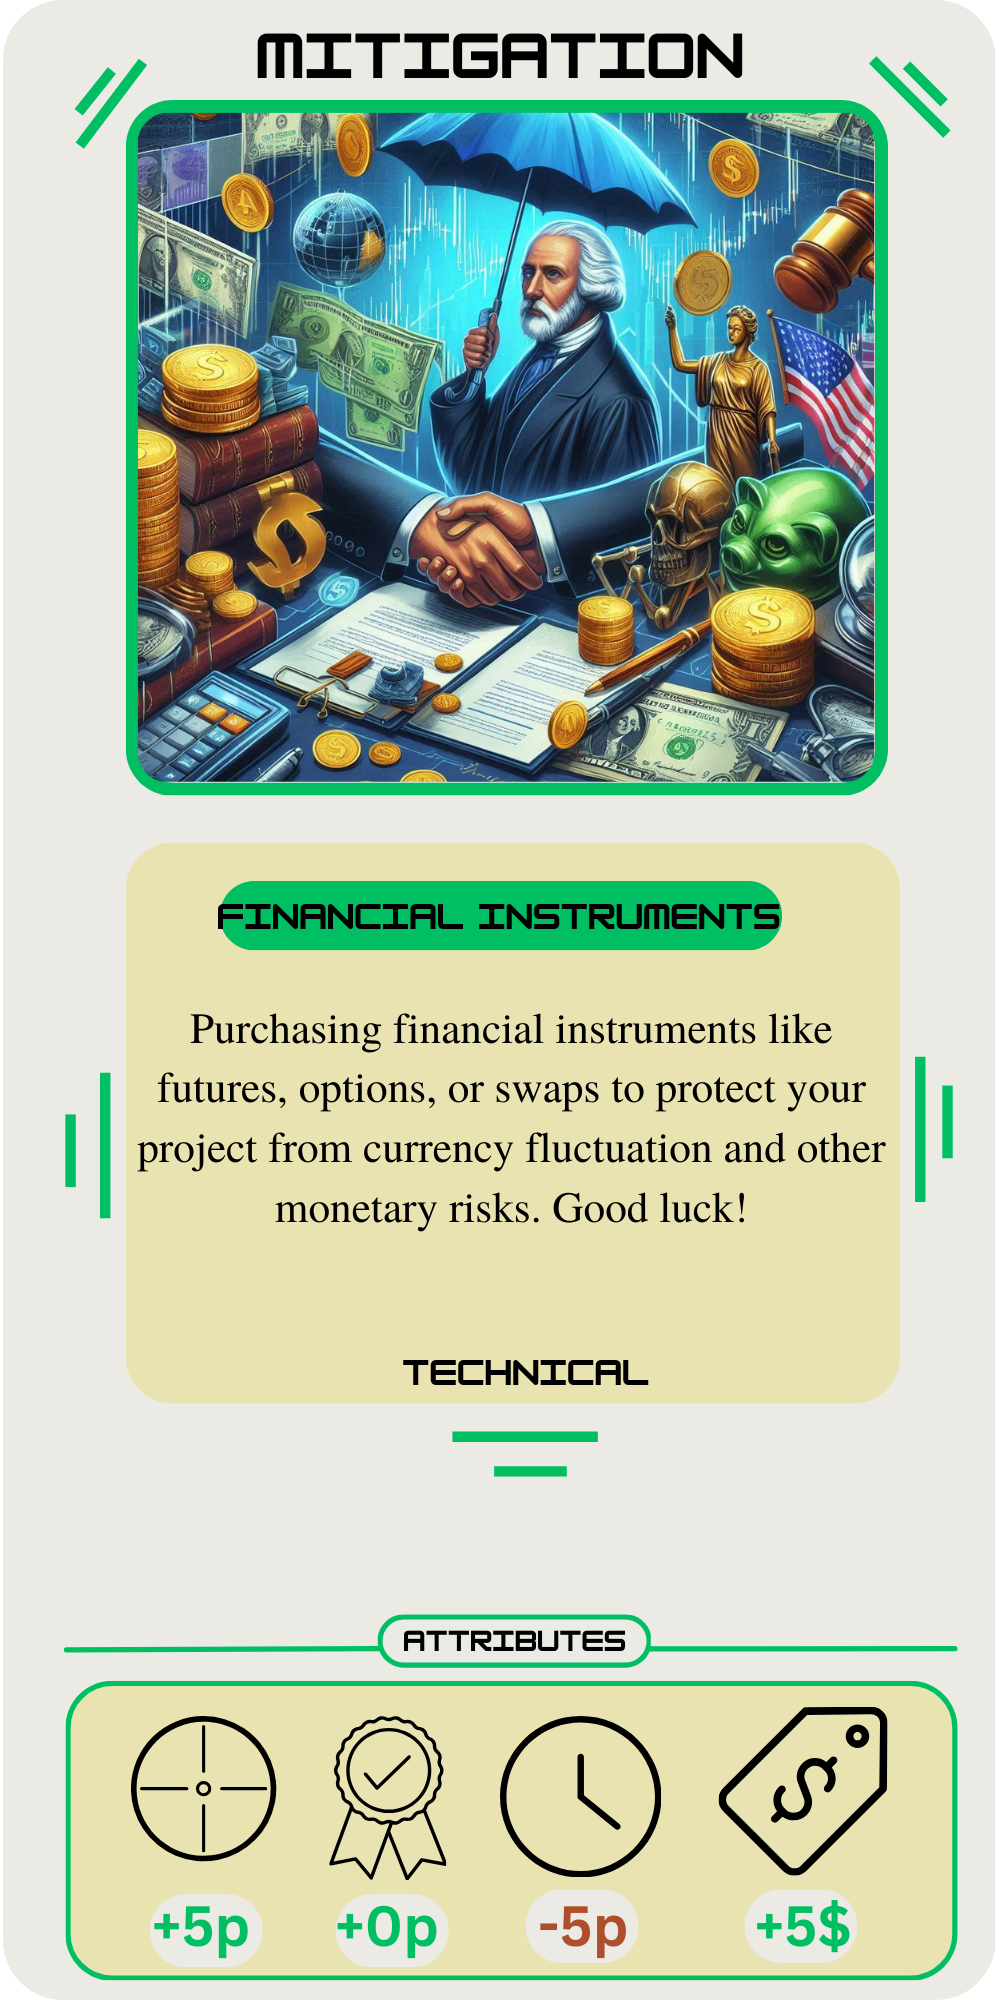 MITIGATION
FINANCIAL INSTRUMENTS
Purchasing financial instruments like
futures, options, or swaps to protect your
project from currency fluctuation and other
monetary risks. Good luck!
TECHNICAL
ATTRIBUTES
+5p +0p -5p +5$